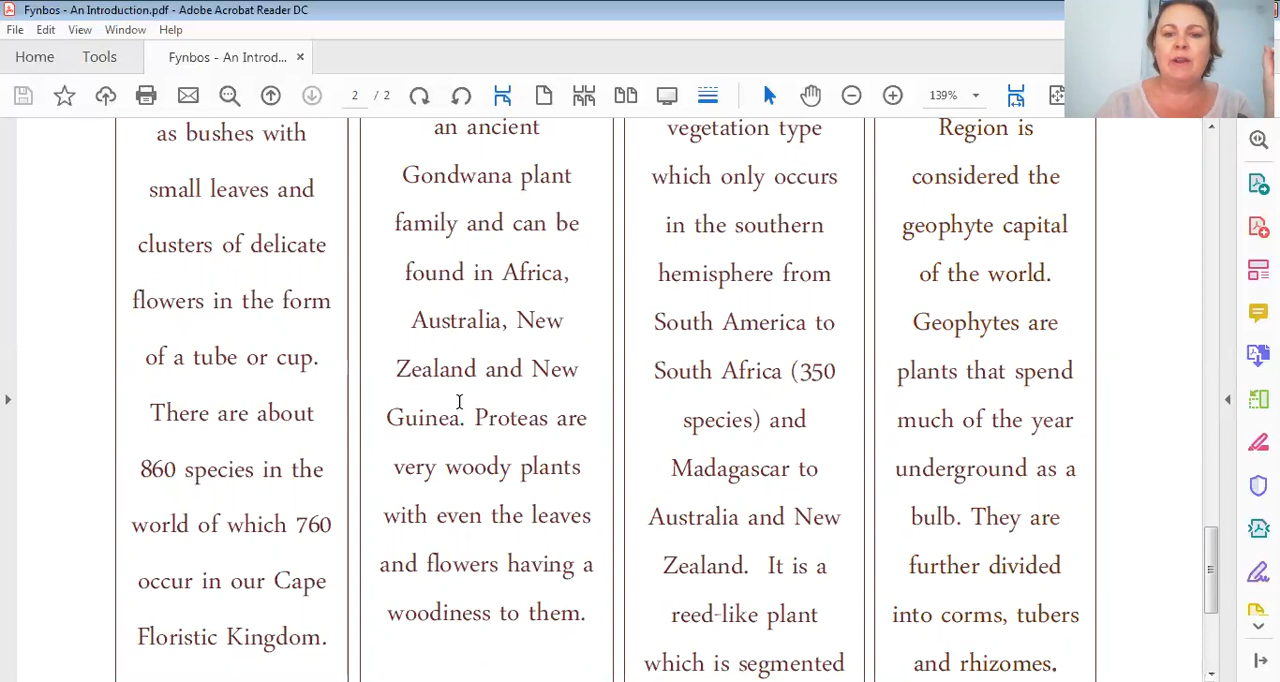 Fynbos - An Introduction.pdf - Adobe Acrobat Reader DC
File Edit View Window Help
Home Tools Fynbos - An Introd... ×
2 / 2 139%
as bushes with
small leaves and
clusters of delicate
flowers in the form
of a tube or cup.
There are about
860 species in the
world of which 760
occur in our Cape
Floristic Kingdom.
an ancient
Gondwana plant
family and can be
found in Africa,
Australia, New
Zealand and New
Guinea. Proteas are
very woody plants
with even the leaves
and flowers having a
woodiness to them.
vegetation type
which only occurs
in the southern
hemisphere from
South America to
South Africa (350
species) and
Madagascar to
Australia and New
Zealand. It is a
reed-like plant
which is segmented
Region is
considered the
geophyte capital
of the world.
Geophytes are
plants that spend
much of the year
underground as a
bulb. They are
further divided
into corms, tubers
and rhizomes.